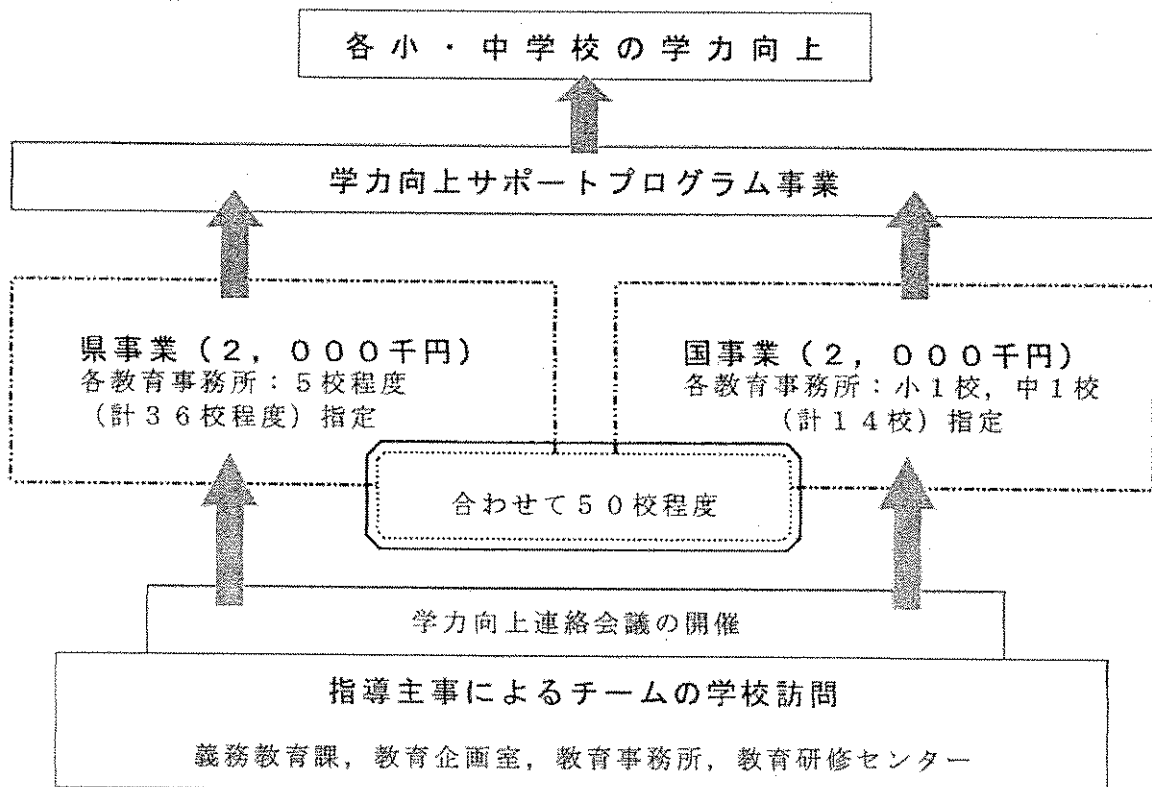 各小・中学校の学力向上
学力向上サポートプログラム事業
県事業（２，０００千円）
各教育事務所：５校程度
（計３６校程度）指定
国事業（２，０００千円）
各教育事務所：小１校，中１校
（計１４校）指定
合わせて５０校程度
学力向上連絡会議の開催
指導主事によるチームの学校訪問
義務教育課，教育企画室，教育事務所，教育研修センター